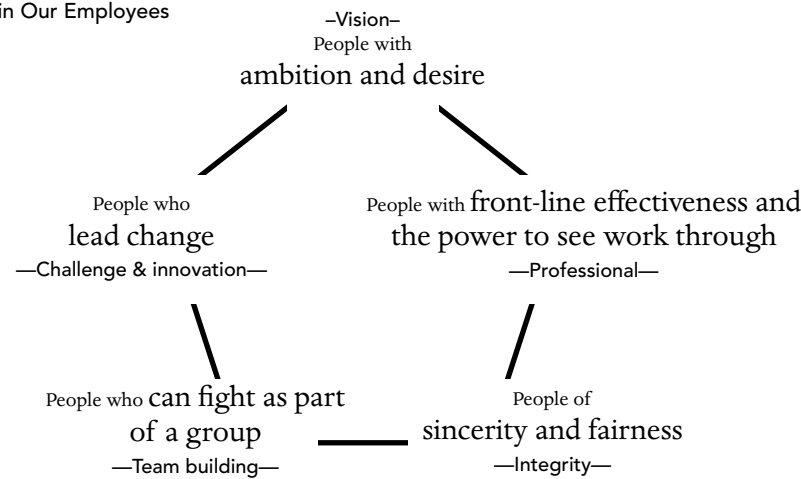 in Our Employees
–Vision–
People with
ambition and desire
People who
lead change
—Challenge & innovation—
People with front-line effectiveness and
the power to see work through
—Professional—
People who can fight as part
of a group
—Team building—
People of
sincerity and fairness
—Integrity—